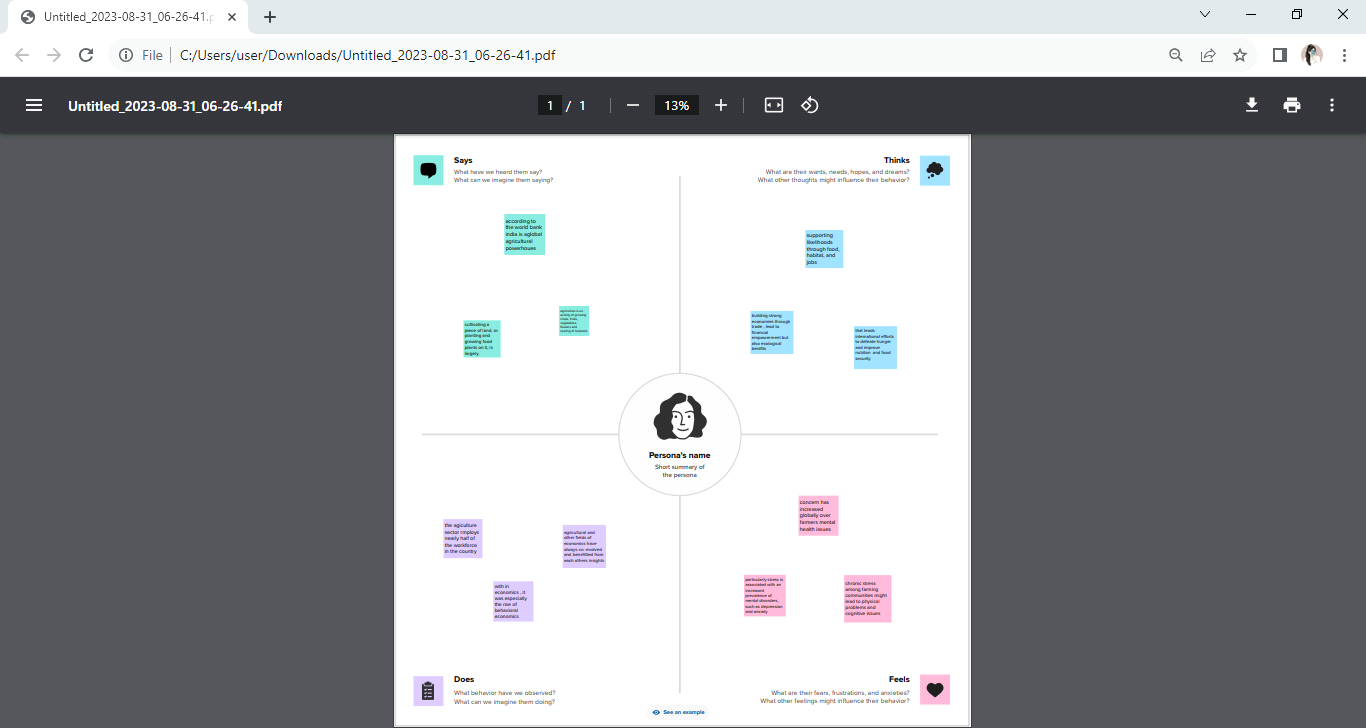 Untitled_2023-08-31_06-26-41.p
File
C:/Users/user/Downloads/Untitled_2023-08-31_06-26-41.pdf
Untitled_2023-08-31_06-26-41.pdf
1 / 1
13%
Says
What have we heard them say?
What can we imagine them saying?
Thinks
What are their wants, needs, hopes, and dreams?
What other thoughts might influence their behavior?
according to
the world bank
india is aglobal
agricultural
powerhoues
supporting
likelihoods
through food,
habitat, and
jobs
cultivating a
piece of land, or
planting and
growing food
plants on it, is
largely
building strong
economies through
trade , lead to
financial
empowerment but
also ecological
benefits
that leads
international efforts
to defeate hunger
and improve
nutrition and food
security
Persona's name
Short summary of
the persona
the agiculture
sector rmploys
nearly half of
the workforce
in the country
agricultural and
other fields of
economics have
always co-evolved
and benefitted from
each others insights
with in
economics , it
was especially
the rise of
behavioral
economics
concern has
increased
globally over
farmers mental
health issues
particularly stress is
associated with an
increased
prevalence of
mental disorders,
such as depression
and anxiety
chronic stress
among farming
communities might
lead to physical
problems and
cognitive issues
Does
What behavior have we observed?
What can we imagine them doing?
Feels
What are their fears, frustrations, and anxieties?
What other feelings might influence their behavior?
See an example